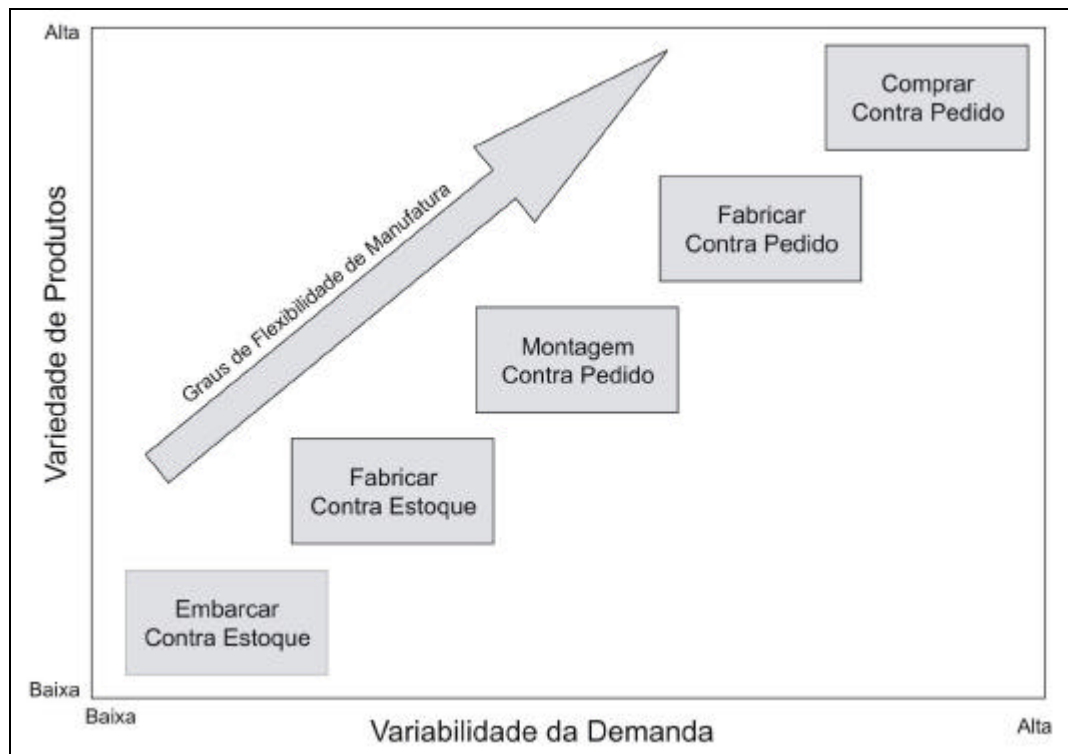 Alta
Comprar
Contra Pedido
Fabricar
Contra Pedido
Variedade de Produtos
Graus de Flexibilidade de Manufatura
Montagem
Contra Pedido
Fabricar
Contra Estoque
Embarcar
Contra Estoque
Baixa
Baixa
Variabilidade da Demanda
Alta